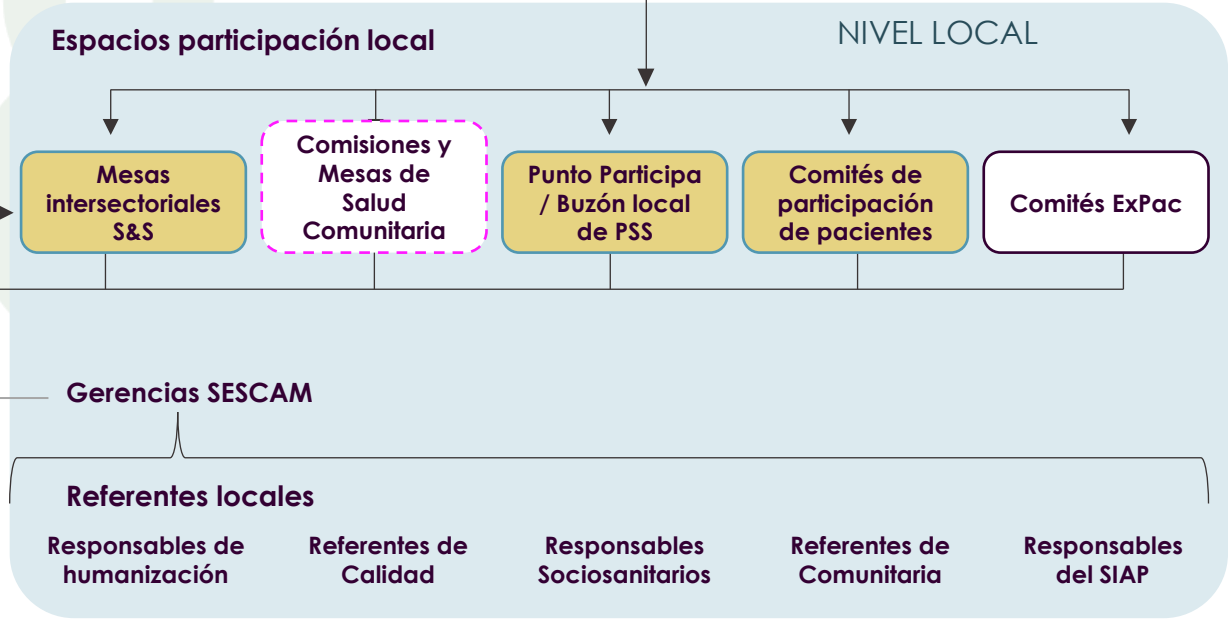 Espacios participación local
NIVEL LOCAL
Mesas
intersectoriales
S&S
Comisiones y
Mesas de
Salud
Comunitaria
Punto Participa
/ Buzón local
de PSS
Comités de
participación
de pacientes
Comités ExPac
Gerencias SESCAM
Referentes locales
Responsables de
humanización
Referentes de
Calidad
Responsables
Sociosanitarios
Referentes de
Comunitaria
Responsables
del SIAP